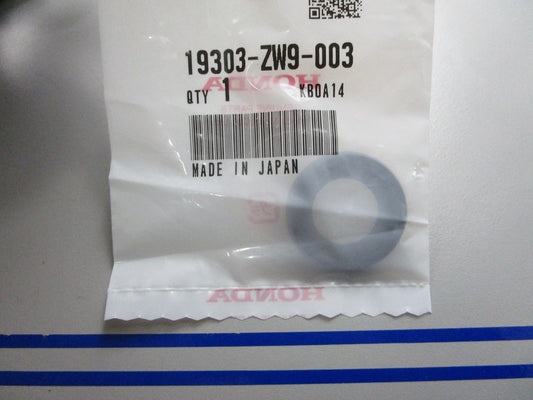 19303-ZW9-003
HONDA
QTY 1 KB0A14
MADE IN JAPAN
HONDA